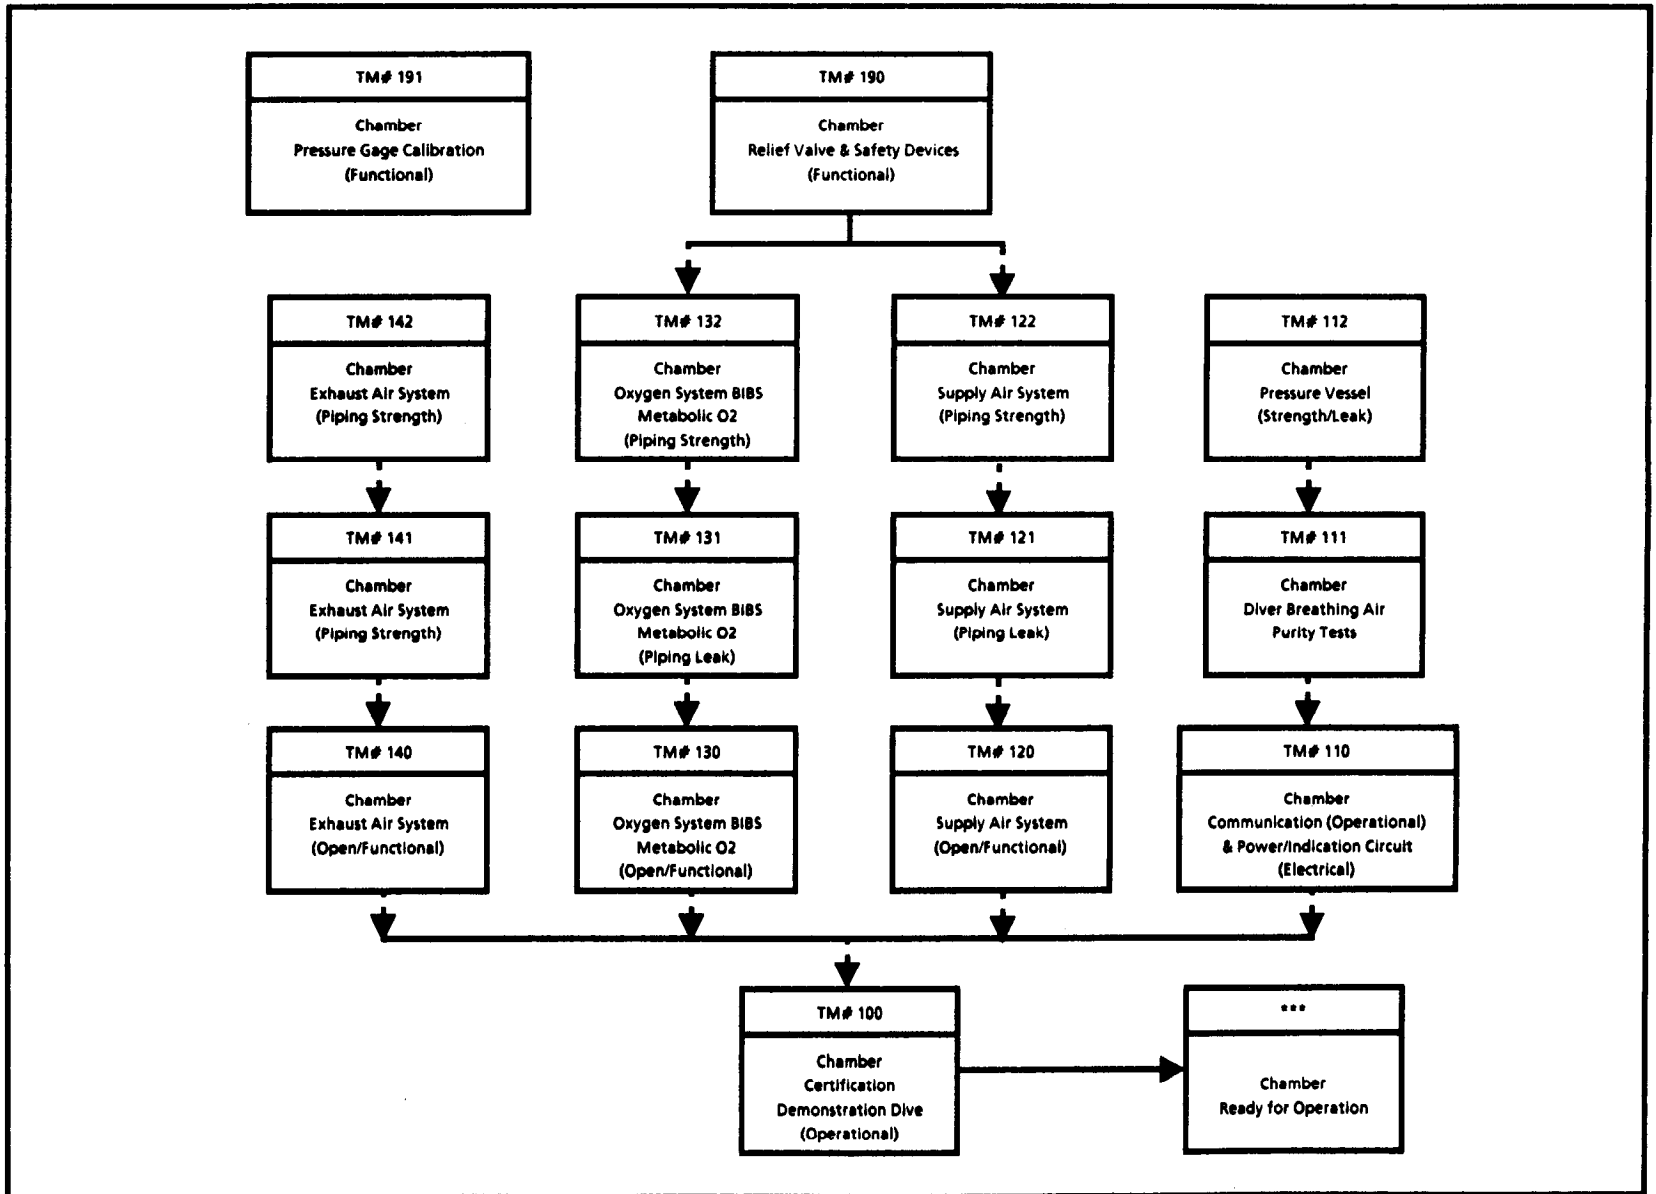 TM# 191
Chamber
Pressure Gage Calibration
(Functional)
TM# 190
Chamber
Relief Valve & Safety Devices
(Functional)
TM# 142
Chamber
Exhaust Air System
(Piping Strength)
TM# 132
Chamber
Oxygen System BIBS
Metabolic O2
(Piping Strength)
TM# 122
Chamber
Supply Air System
(Piping Strength)
TM# 112
Chamber
Pressure Vessel
(Strength/Leak)
TM# 141
Chamber
Exhaust Air System
(Piping Strength)
TM# 131
Chamber
Oxygen System BIBS
Metabolic O2
(Piping Leak)
TM# 121
Chamber
Supply Air System
(Piping Leak)
TM# 111
Chamber
Diver Breathing Air
Purity Tests
TM# 140
Chamber
Exhaust Air System
(Open/Functional)
TM# 130
Chamber
Oxygen System BIBS
Metabolic O2
(Open/Functional)
TM# 120
Chamber
Supply Air System
(Open/Functional)
TM# 110
Chamber
Communication (Operational)
& Power/Indication Circuit
(Electrical)
TM# 100
Chamber
Certification
Demonstration Dive
(Operational)
***
Chamber
Ready for Operation